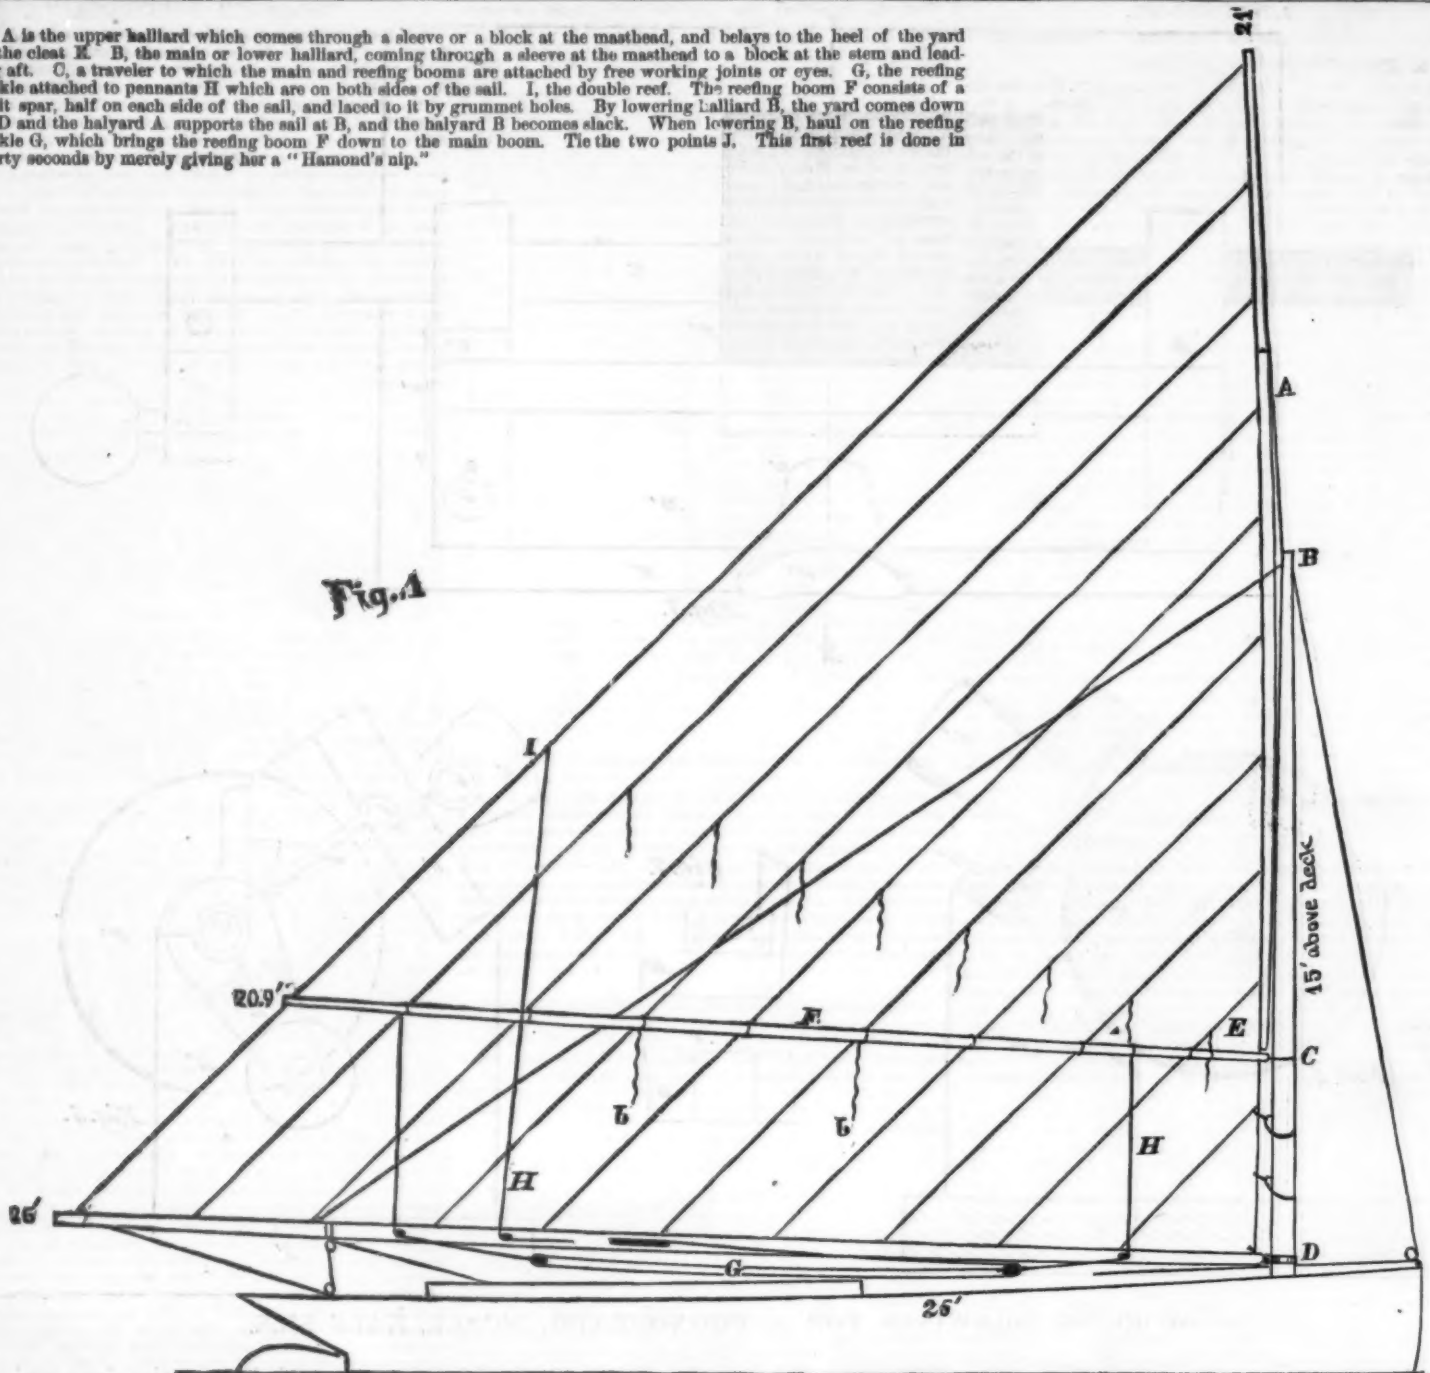 A is the upper halliard which comes through a sleeve or a block at the masthead, and belays to the heel of the yard
the cleat K. B, the main or lower halliard, coming through a sleeve at the masthead to a block at the stem and lead-
aft. C, a traveler to which the main and reefing booms are attached by free working joints or eyes. G, the reefing
kle attached to pennants H which are on both sides of the sail. I, the double reef. The reefing boom F consists of a
it spar, half on each side of the sail, and laced to it by grummet holes. By lowering halliard B, the yard comes down
D and the halyard A supports the sail at B, and the halyard B becomes slack. When lowering B, haul on the reefing
kle G, which brings the reefing boom F down to the main boom. Tie the two points J. This first reef is done in
rty seconds by merely giving her a "Hamond's nip."
21'
A
Fig. 1
B
I
15' above deck
20.9'
F
E
C
H
H
26'
D
G
26'